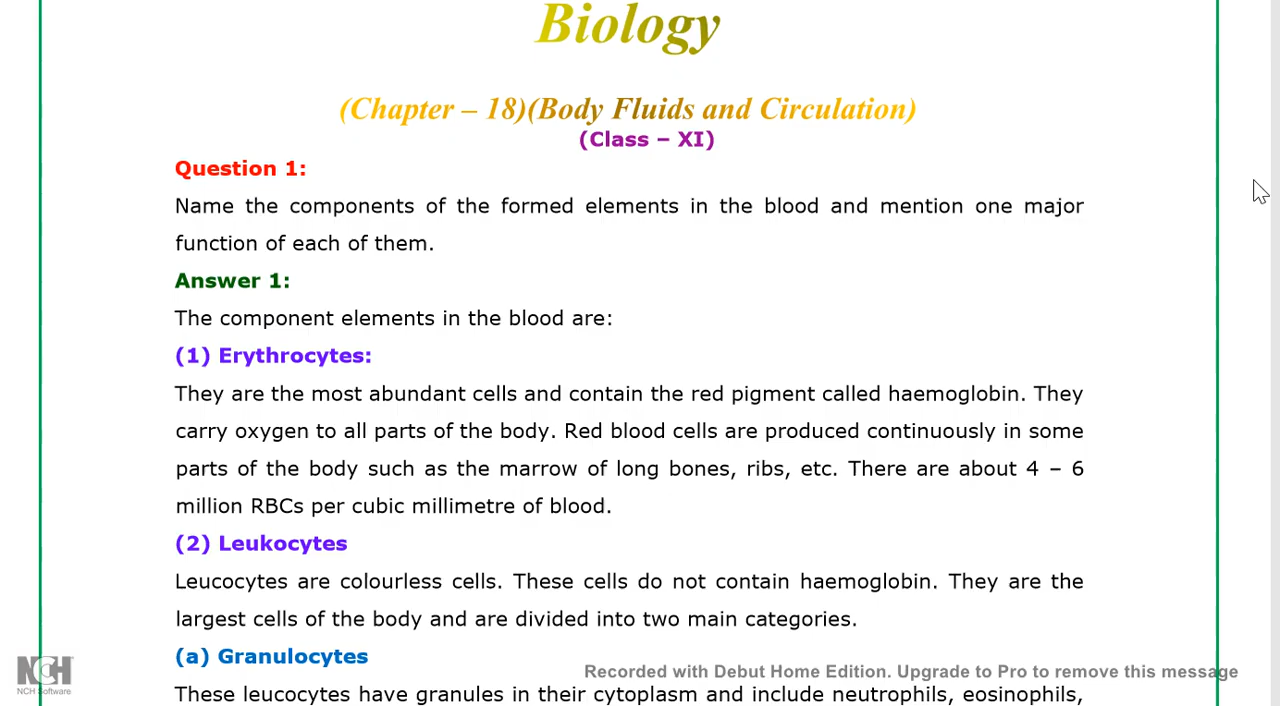 Biology
(Chapter – 18)(Body Fluids and Circulation)
(Class – XI)
Question 1:
Name the components of the formed elements in the blood and mention one major
function of each of them.
Answer 1:
The component elements in the blood are:
(1) Erythrocytes:
They are the most abundant cells and contain the red pigment called haemoglobin. They
carry oxygen to all parts of the body. Red blood cells are produced continuously in some
parts of the body such as the marrow of long bones, ribs, etc. There are about 4 – 6
million RBCs per cubic millimetre of blood.
(2) Leukocytes
Leucocytes are colourless cells. These cells do not contain haemoglobin. They are the
largest cells of the body and are divided into two main categories.
(a) Granulocytes
These leucocytes have granules in their cytoplasm and include neutrophils, eosinophils,
NCH
NCH Software
Recorded with Debut Home Edition. Upgrade to Pro to remove this message